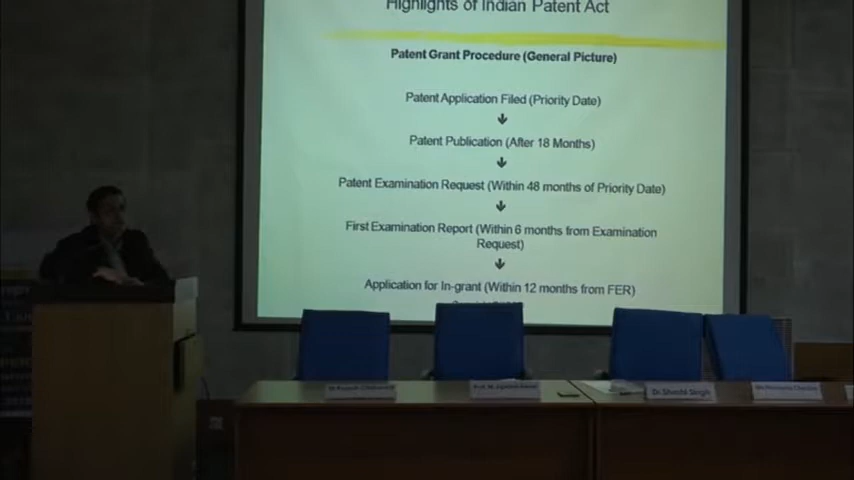 Highlights of Indian Patent Act
Patent Grant Procedure (General Picture)
Patent Application Filed (Priority Date)
Patent Publication (After 18 Months)
Patent Examination Request (Within 48 months of Priority Date)
First Examination Report (Within 6 months from Examination
Request)
Application for In-grant (Within 12 months from FER)
Dr. Shashi Singh